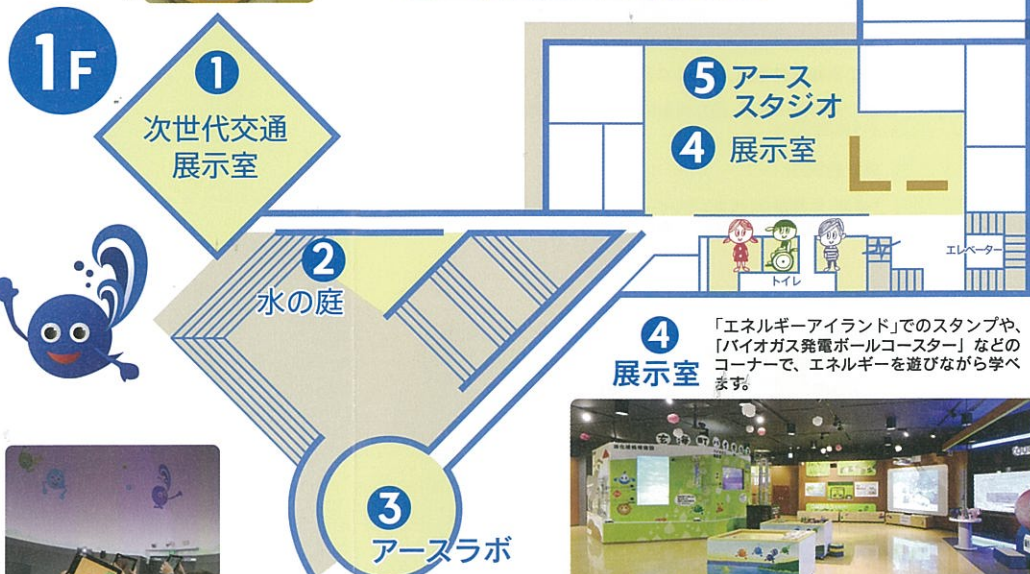 1F
1
次世代交通
展示室
2
水の庭
3
アースラボ
5 アース
スタジオ
4 展示室
トイレ
エレベーター
4
展示室
「エネルギーアイランド」でのスタンプや、
「バイオガス発電ボールコースター」などの
コーナーで、エネルギーを遊びながら学べ
ます。